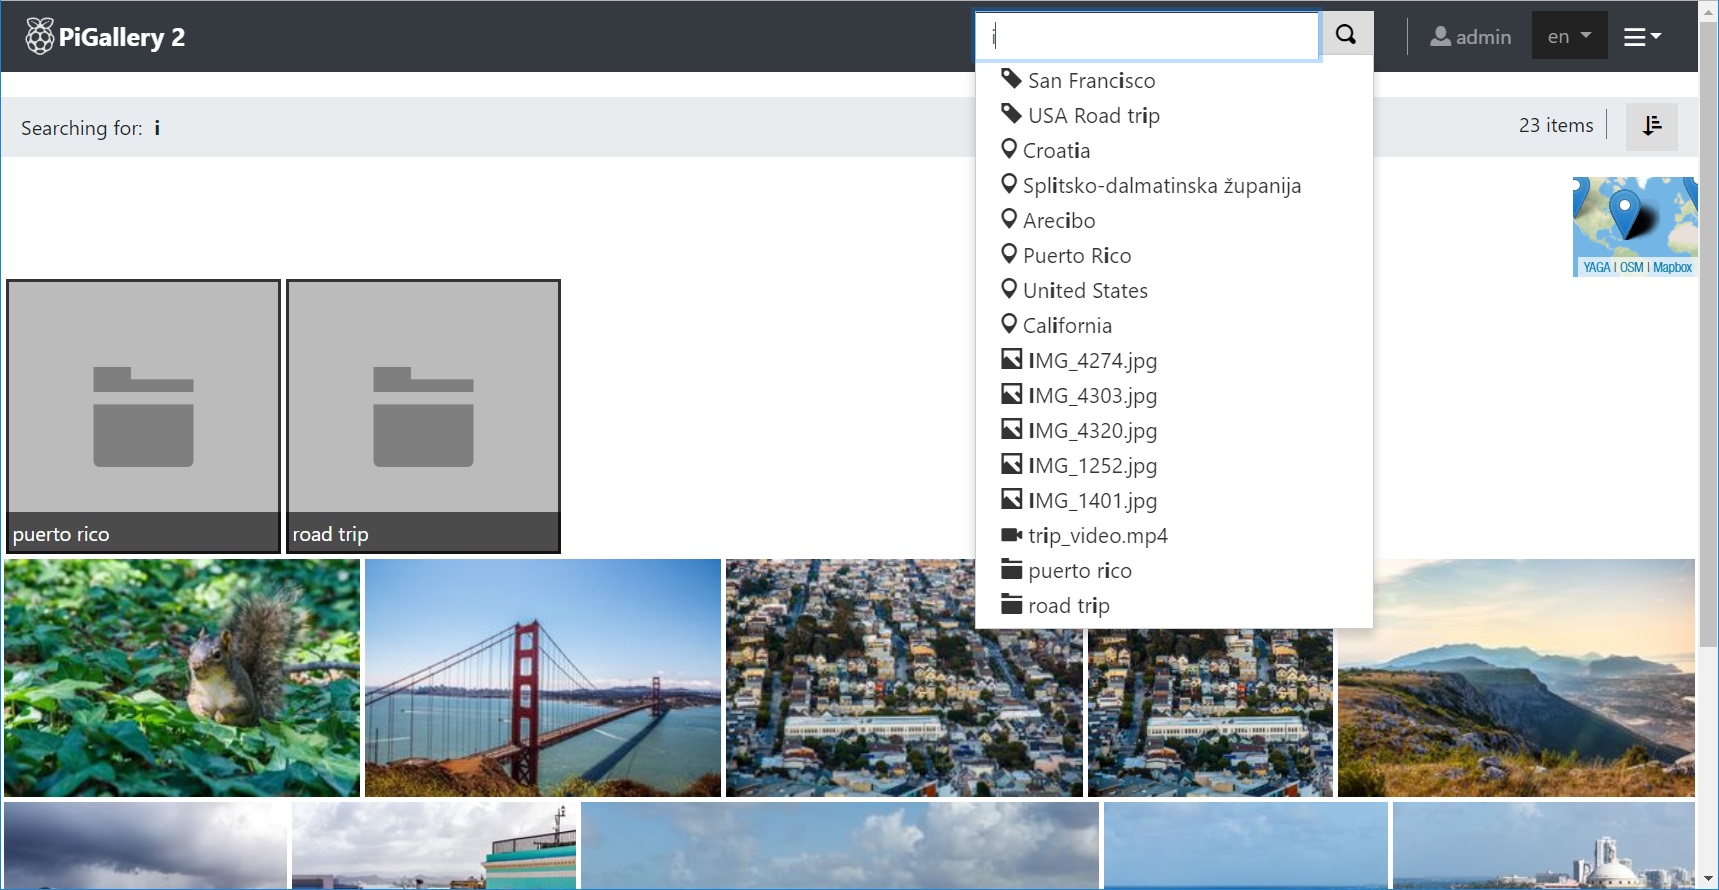 PiGallery 2
i
admin
en
Searching for: i
23 items
San Francisco
USA Road trip
Croatia
Splitsko-dalmatinska županija
Arecibo
Puerto Rico
United States
California
IMG_4274.jpg
IMG_4303.jpg
IMG_4320.jpg
IMG_1252.jpg
IMG_1401.jpg
trip_video.mp4
puerto rico
road trip
YAGA | OSM | Mapbox
puerto rico
road trip